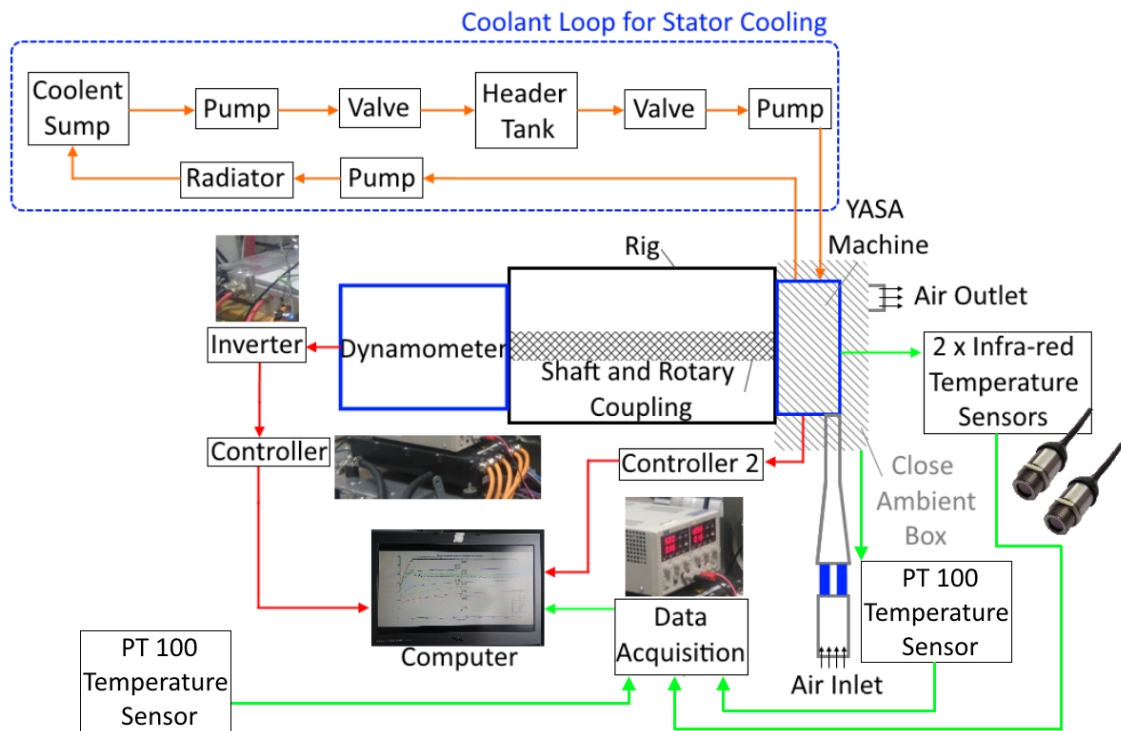 Coolant Loop for Stator Cooling
Coolent
Sump
Pump
Valve
Header
Tank
Valve
Pump
Radiator
Pump
YASA
Machine
Rig
Air Outlet
Inverter
Dynamometer
Shaft and Rotary
Coupling
2 x Infra-red
Temperature
Sensors
Controller
Controller 2
Close
Ambient
Box
PT 100
Temperature
Sensor
Data
Acquisition
Computer
Air Inlet
PT 100
Temperature
Sensor